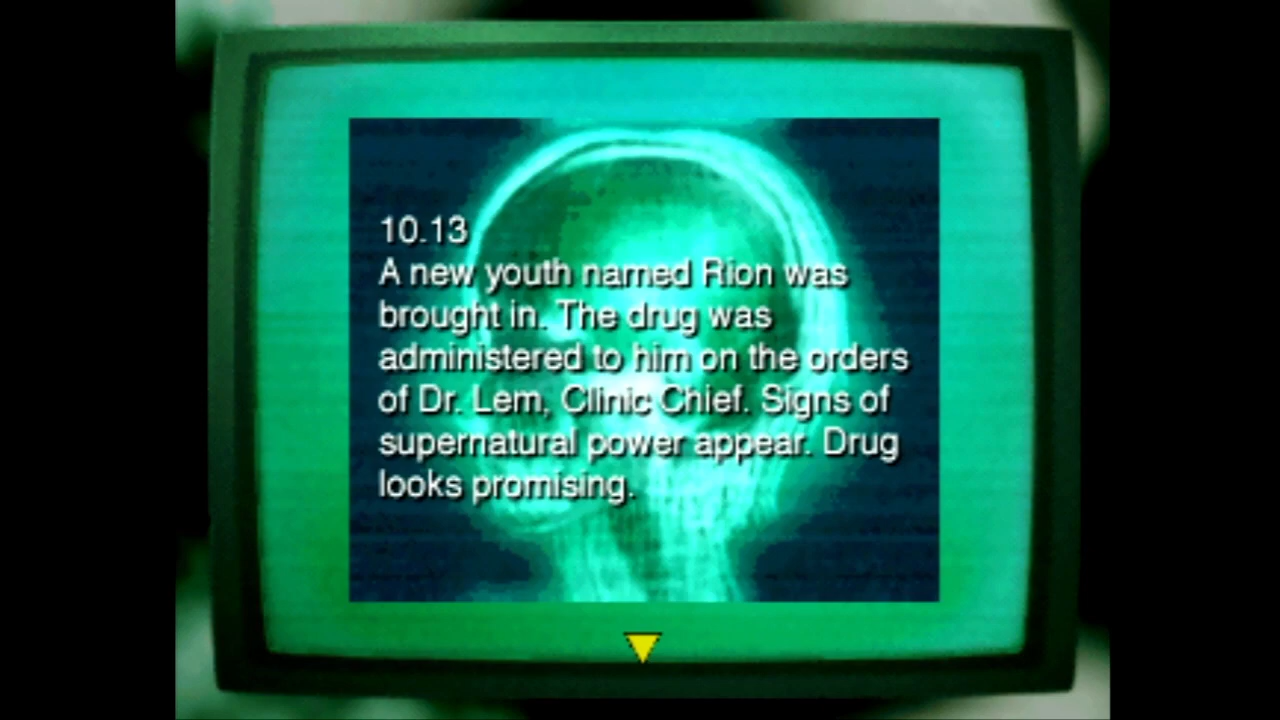 10.13
A new youth named Rion was
brought in. The drug was
administered to him on the orders
of Dr. Lem, Clinic Chief. Signs of
supernatural power appear. Drug
looks promising.